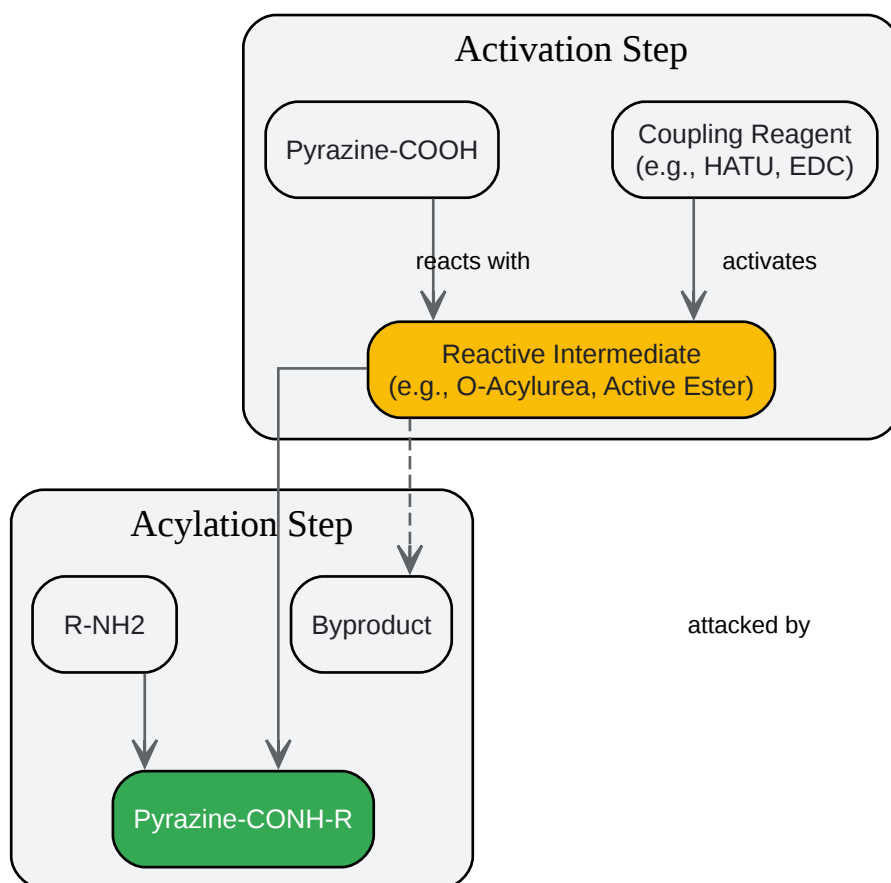 Activation Step
Pyrazine-COOH
Coupling Reagent
(e.g., HATU, EDC)
reacts with
activates
Reactive Intermediate
(e.g., O-Acylurea, Active Ester)
Acylation Step
R-NH2
Byproduct
attacked by
Pyrazine-CONH-R